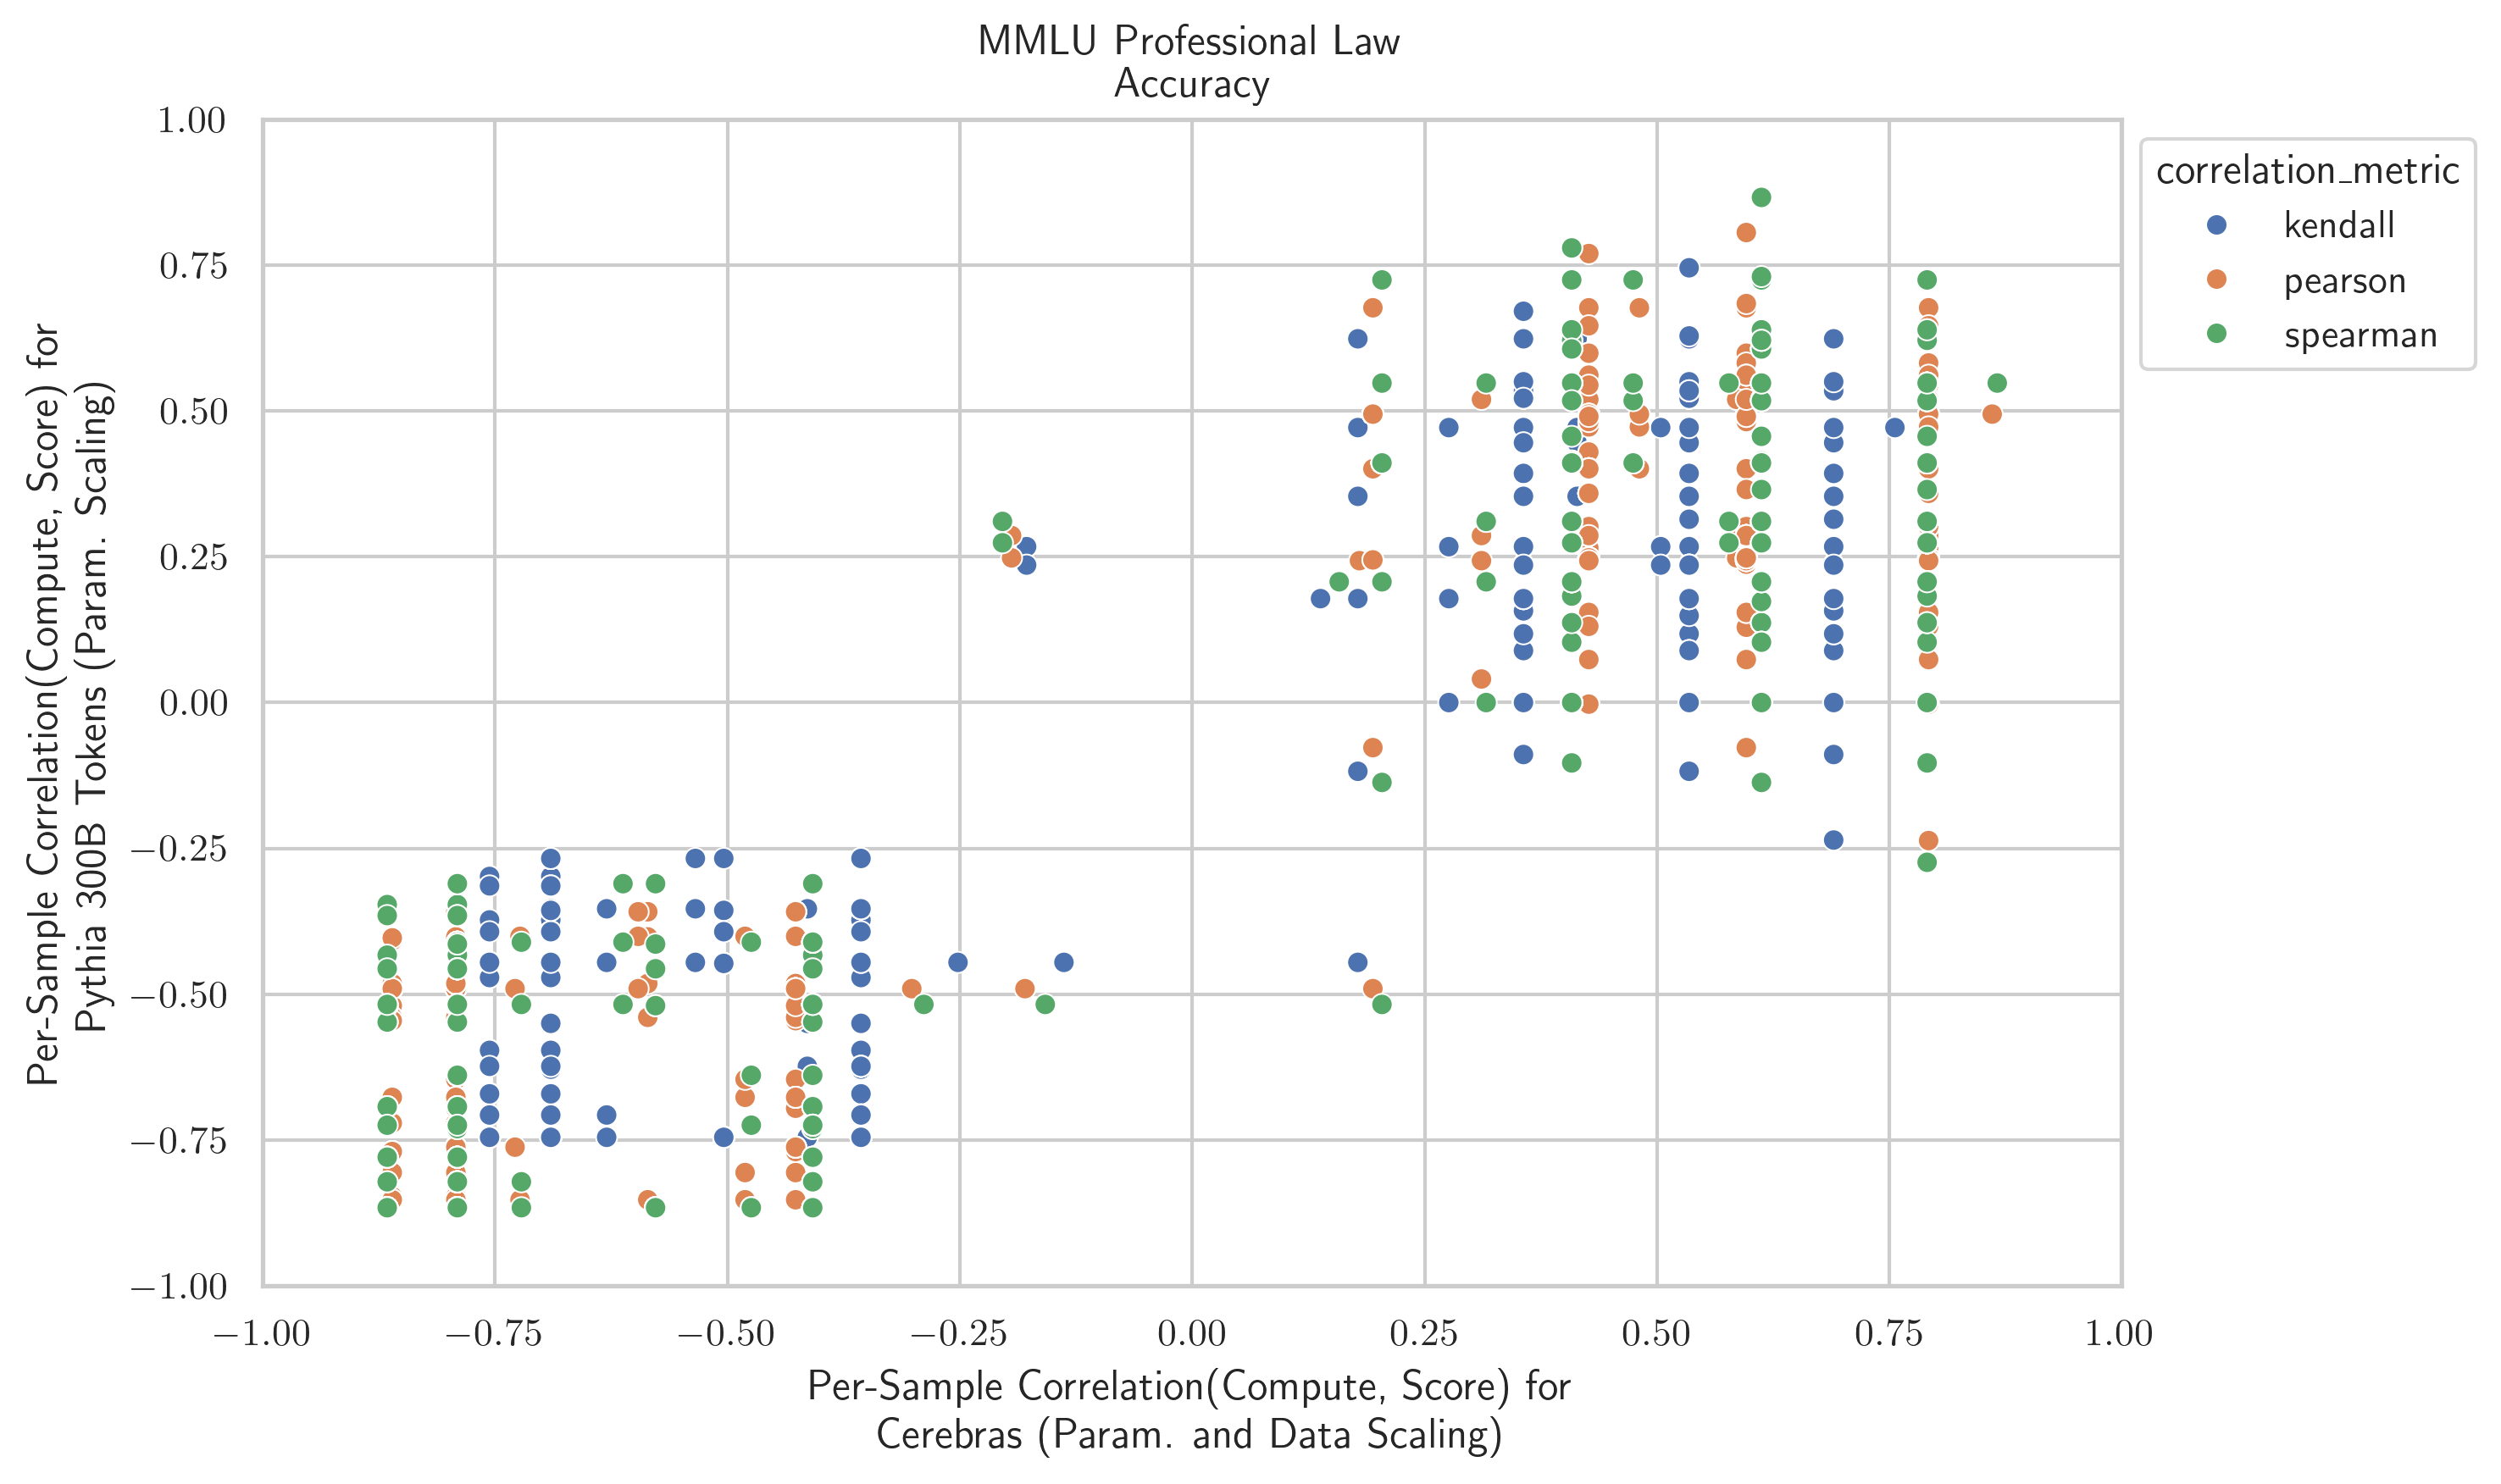 MMLU Professional Law
Accuracy
Per-Sample Correlation(Compute, Score) for
Pythia 300B Tokens (Param. Scaling)
1.00
0.75
0.50
0.25
0.00
−0.25
−0.50
−0.75
−1.00
−1.00 −0.75 −0.50 −0.25 0.00 0.25 0.50 0.75 1.00
Per-Sample Correlation(Compute, Score) for
Cerebras (Param. and Data Scaling)
correlation_metric
kendall
pearson
spearman